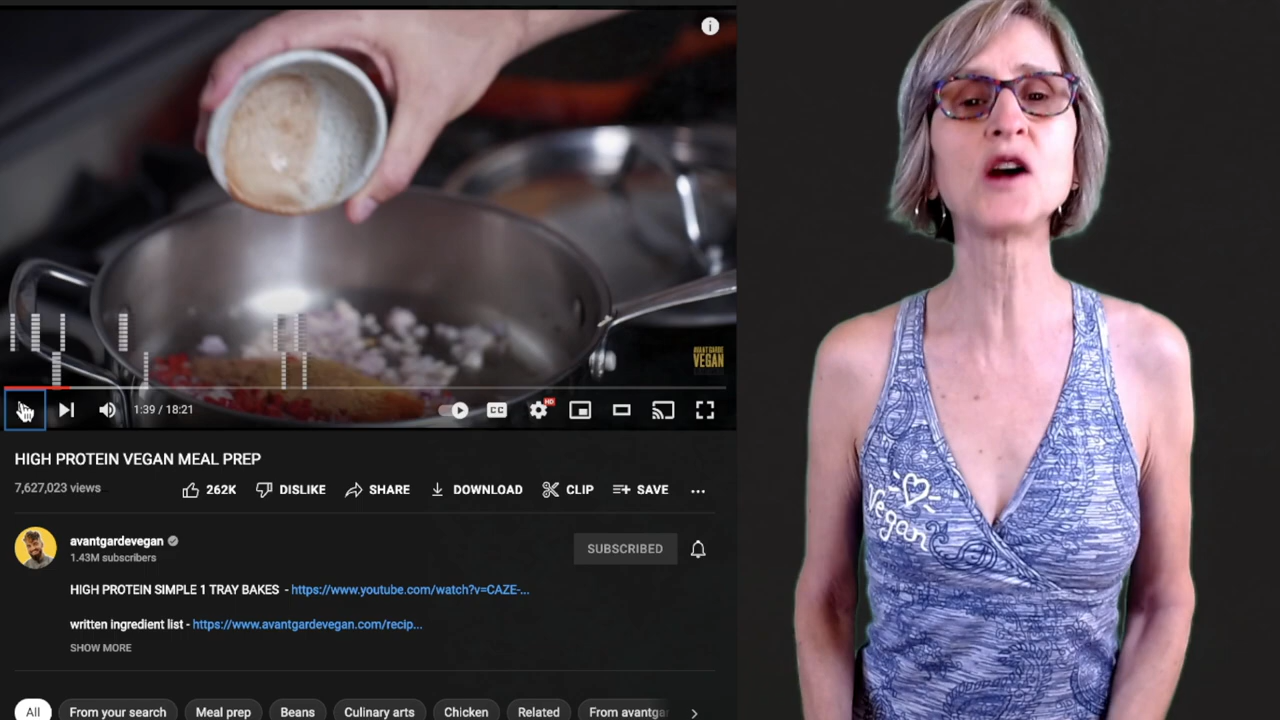 AVANT GARDE
VEGAN
CC
HD
1:39 / 18:21
HIGH PROTEIN VEGAN MEAL PREP
7,627,023 views
262K
DISLIKE
SHARE
DOWNLOAD
CLIP
SAVE
avantgardevegan
1.43M subscribers
SUBSCRIBED
HIGH PROTEIN SIMPLE 1 TRAY BAKES - https://www.youtube.com/watch?v=CAZE-...
written ingredient list - https://www.avantgardevegan.com/recip...
SHOW MORE
All
From your search
Meal prep
Beans
Culinary arts
Chicken
Related
From avantgar
Vegan